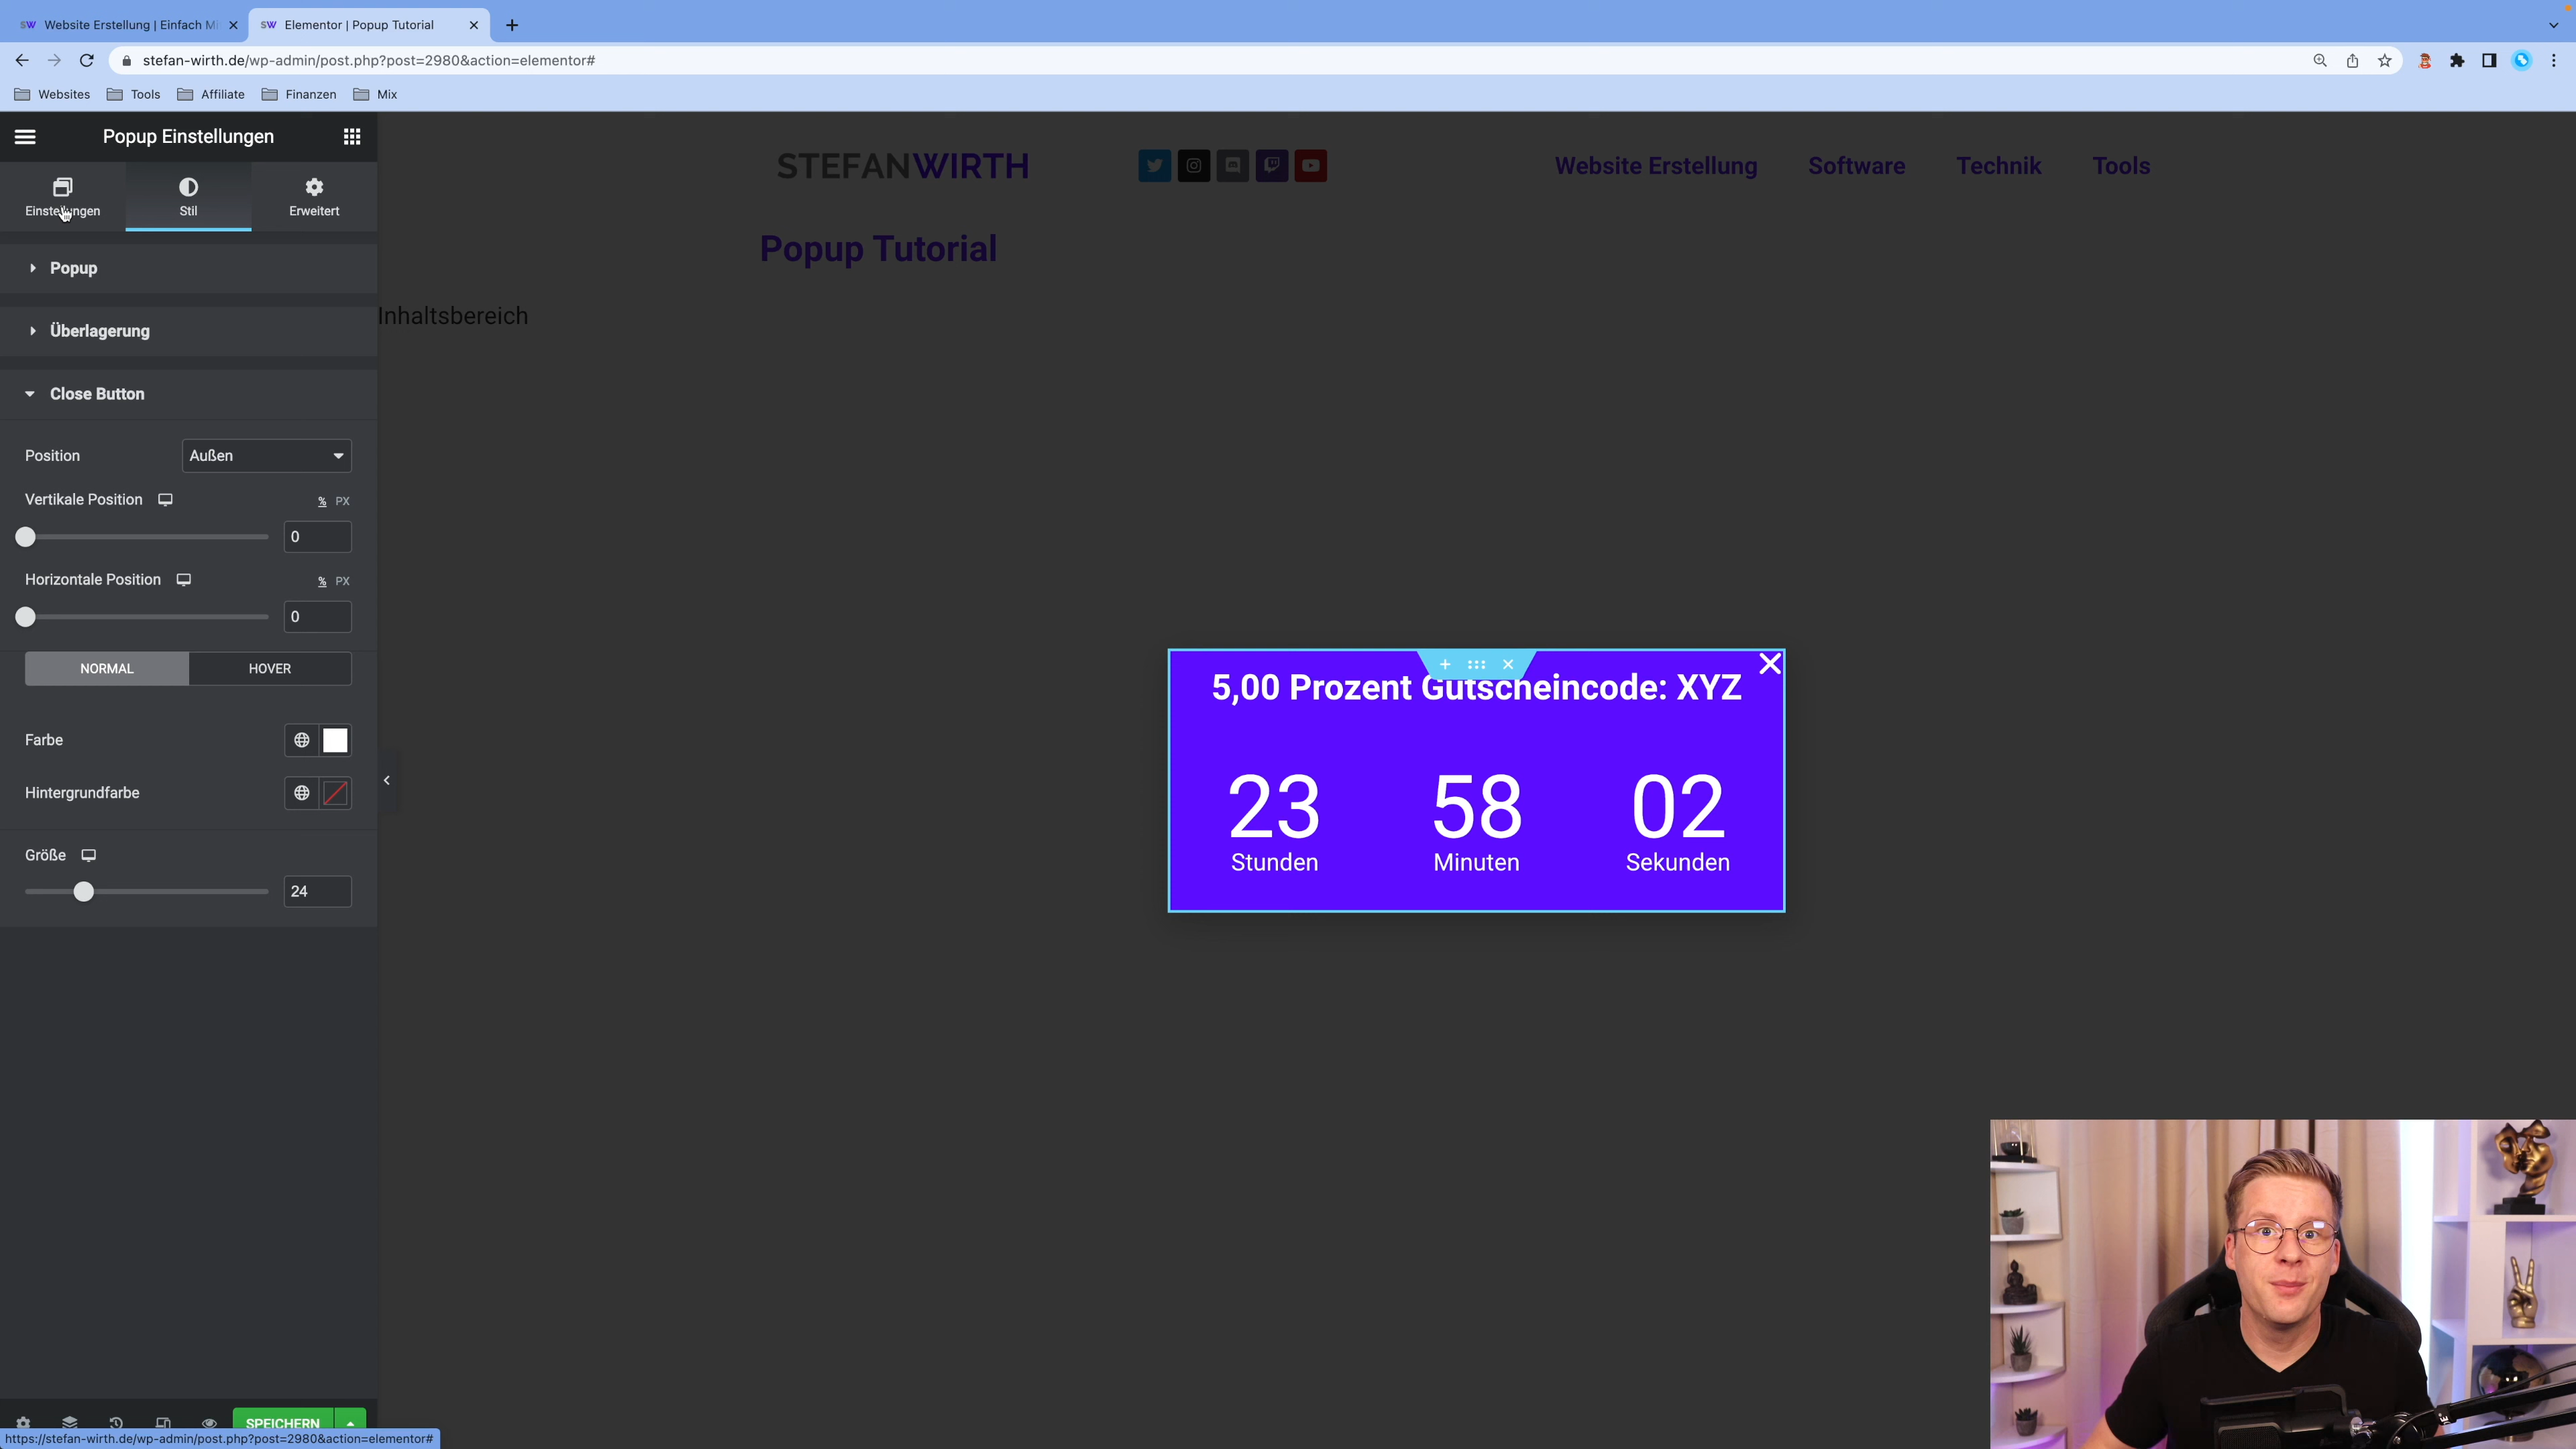 SW Website Erstellung | Einfach Mi
SW Elementor | Popup Tutorial
stefan-wirth.de/wp-admin/post.php?post=2980&action=elementor#
Websites Tools Affiliate Finanzen Mix
Popup Einstellungen
Einstellungen Stil Erweitert
Popup
Überlagerung
Close Button
Position Außen
Vertikale Position % PX
0
Horizontale Position % PX
0
NORMAL HOVER
Farbe
Hintergrundfarbe
Größe
24
SPEICHERN
https://stefan-wirth.de/wp-admin/post.php?post=2980&action=elementor#
STEFANWIRTH
Website Erstellung Software Technik Tools
Popup Tutorial
Inhaltsbereich
5,00 Prozent Gutscheincode: XYZ
23 58 02
Stunden Minuten Sekunden